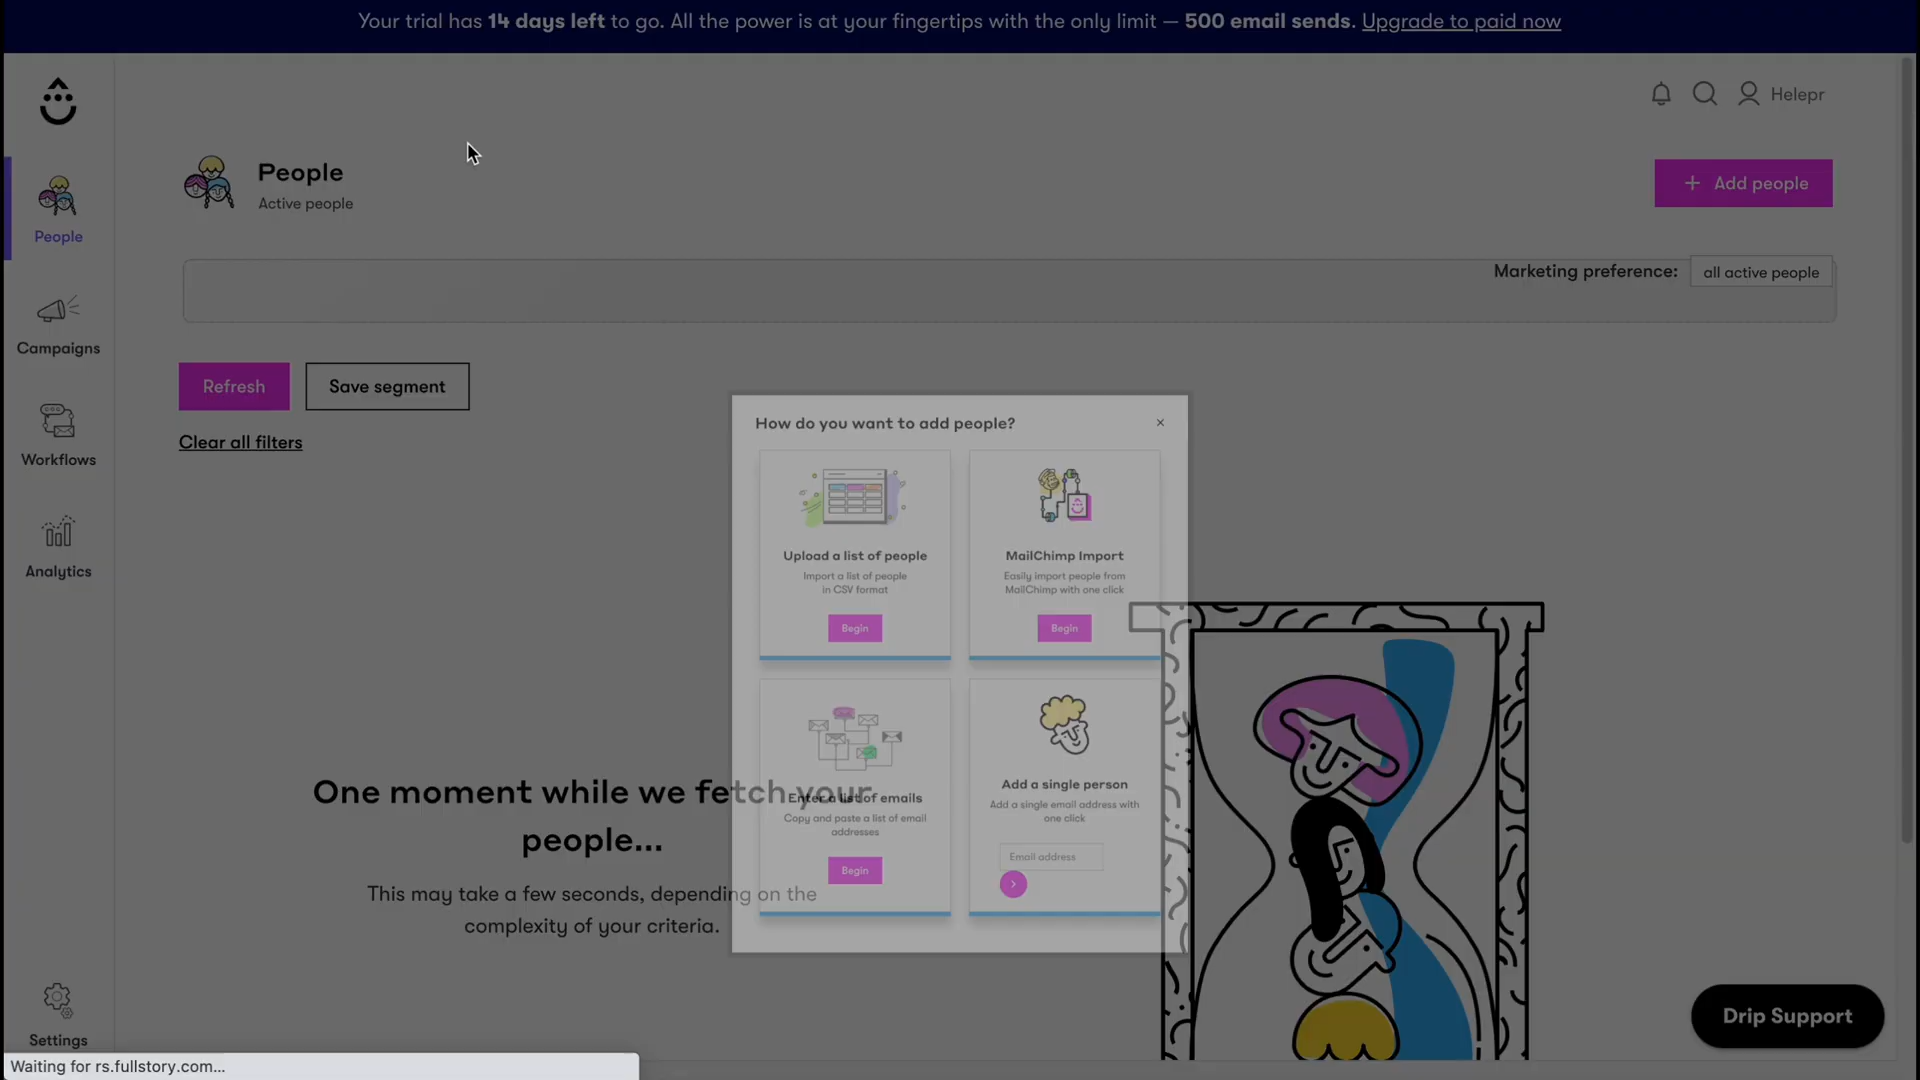 Your trial has 14 days left to go. All the power is at your fingertips with the only limit — 500 email sends. Upgrade to paid now
Helepr
People
Active people
+ Add people
People
Marketing preference: all active people
Campaigns
Refresh
Save segment
Clear all filters
How do you want to add people?
×
Workflows
Upload a list of people
Import a list of people
in CSV format
Begin
MailChimp Import
Easily import people from
MailChimp with one click
Begin
Analytics
Enter a list of emails
Copy and paste a list of email
addresses
Begin
Add a single person
Add a single email address with
one click
Email address
One moment while we fetch your
people...
This may take a few seconds, depending on the
complexity of your criteria.
Settings
Drip Support
Waiting for rs.fullstory.com...